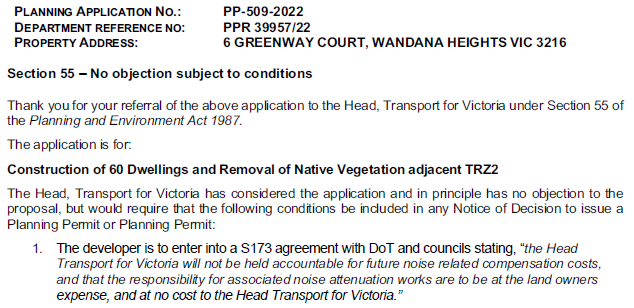 PLANNING APPLICATION NO.: PP-509-2022
DEPARTMENT REFERENCE NO: PPR 39957/22
PROPERTY ADDRESS: 6 GREENWAY COURT, WANDANA HEIGHTS VIC 3216
Section 55 – No objection subject to conditions
Thank you for your referral of the above application to the Head, Transport for Victoria under Section 55 of
the Planning and Environment Act 1987.
The application is for:
Construction of 60 Dwellings and Removal of Native Vegetation adjacent TRZ2
The Head, Transport for Victoria has considered the application and in principle has no objection to the
proposal, but would require that the following conditions be included in any Notice of Decision to issue a
Planning Permit or Planning Permit:
1. The developer is to enter into a S173 agreement with DoT and councils stating, “the Head
Transport for Victoria will not be held accountable for future noise related compensation costs,
and that the responsibility for associated noise attenuation works are to be at the land owners
expense, and at no cost to the Head Transport for Victoria.”